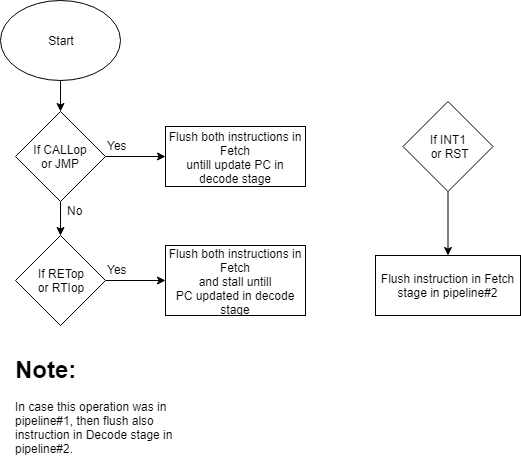 Start
If CALLop
or JMP
Yes
Flush both instructions in
Fetch
untill update PC in
decode stage
No
If RETop
or RTIop
Yes
Flush both instructions in
Fetch
and stall untill
PC updated in decode
stage
If INT1
or RST
Flush instruction in Fetch
stage in pipeline#2
Note:
In case this operation was in
pipeline#1, then flush also
instruction in Decode stage in
pipeline#2.